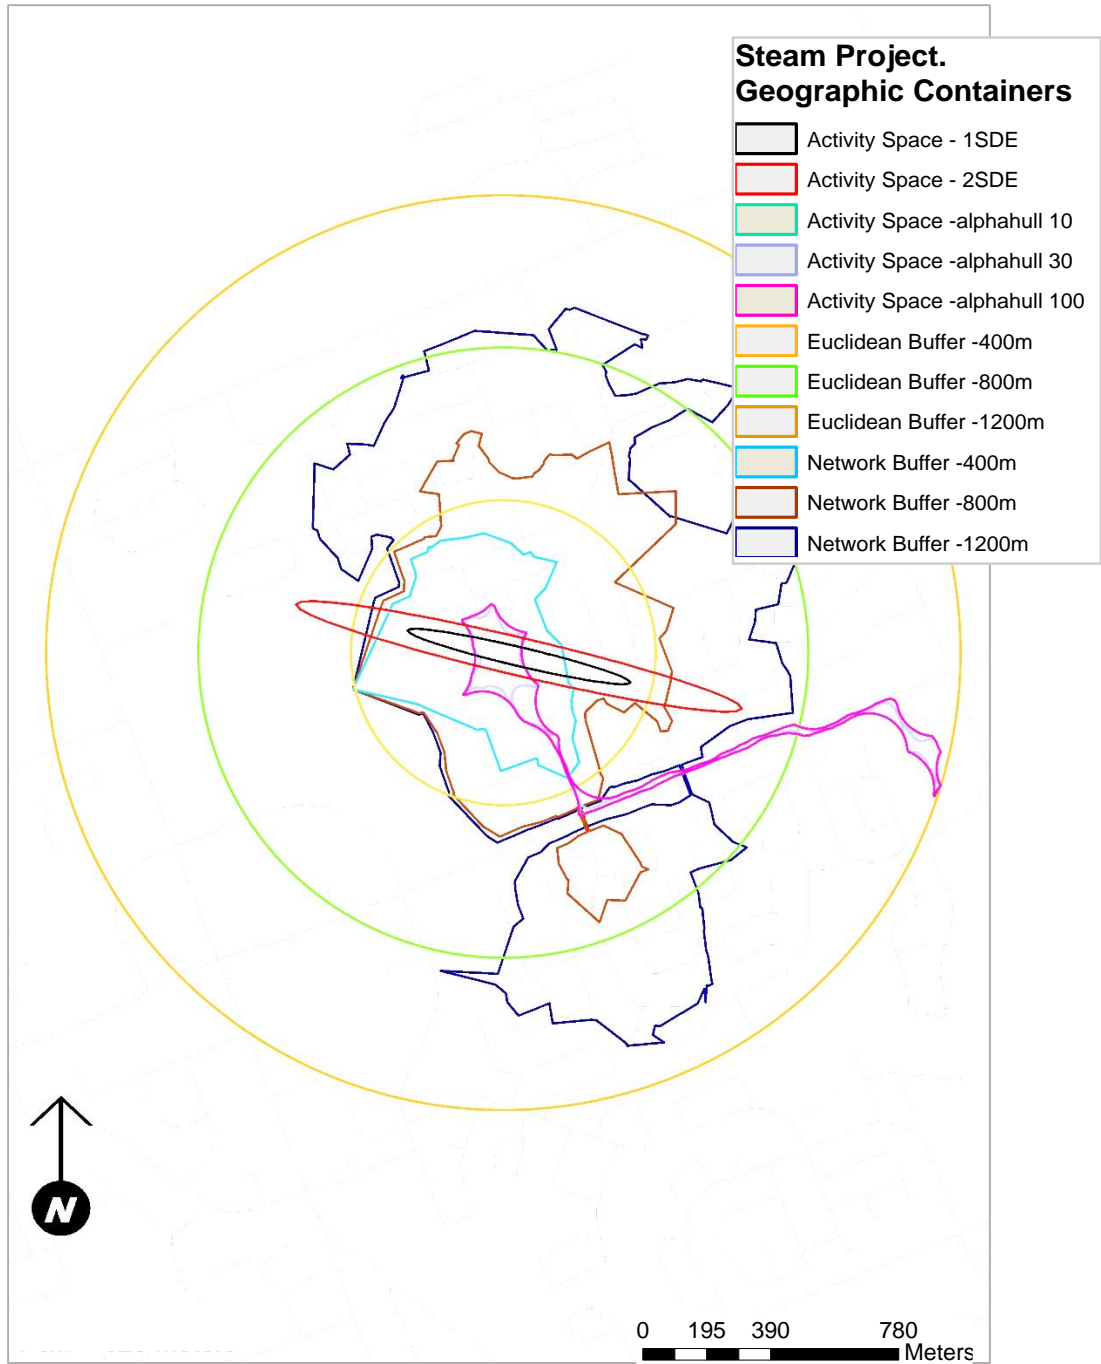 Steam Project.
Geographic Containers
Activity Space - 1SDE
Activity Space - 2SDE
Activity Space -alphahull 10
Activity Space -alphahull 30
Activity Space -alphahull 100
Euclidean Buffer -400m
Euclidean Buffer -800m
Euclidean Buffer -1200m
Network Buffer -400m
Network Buffer -800m
Network Buffer -1200m
N
0 195 390 780
Meters